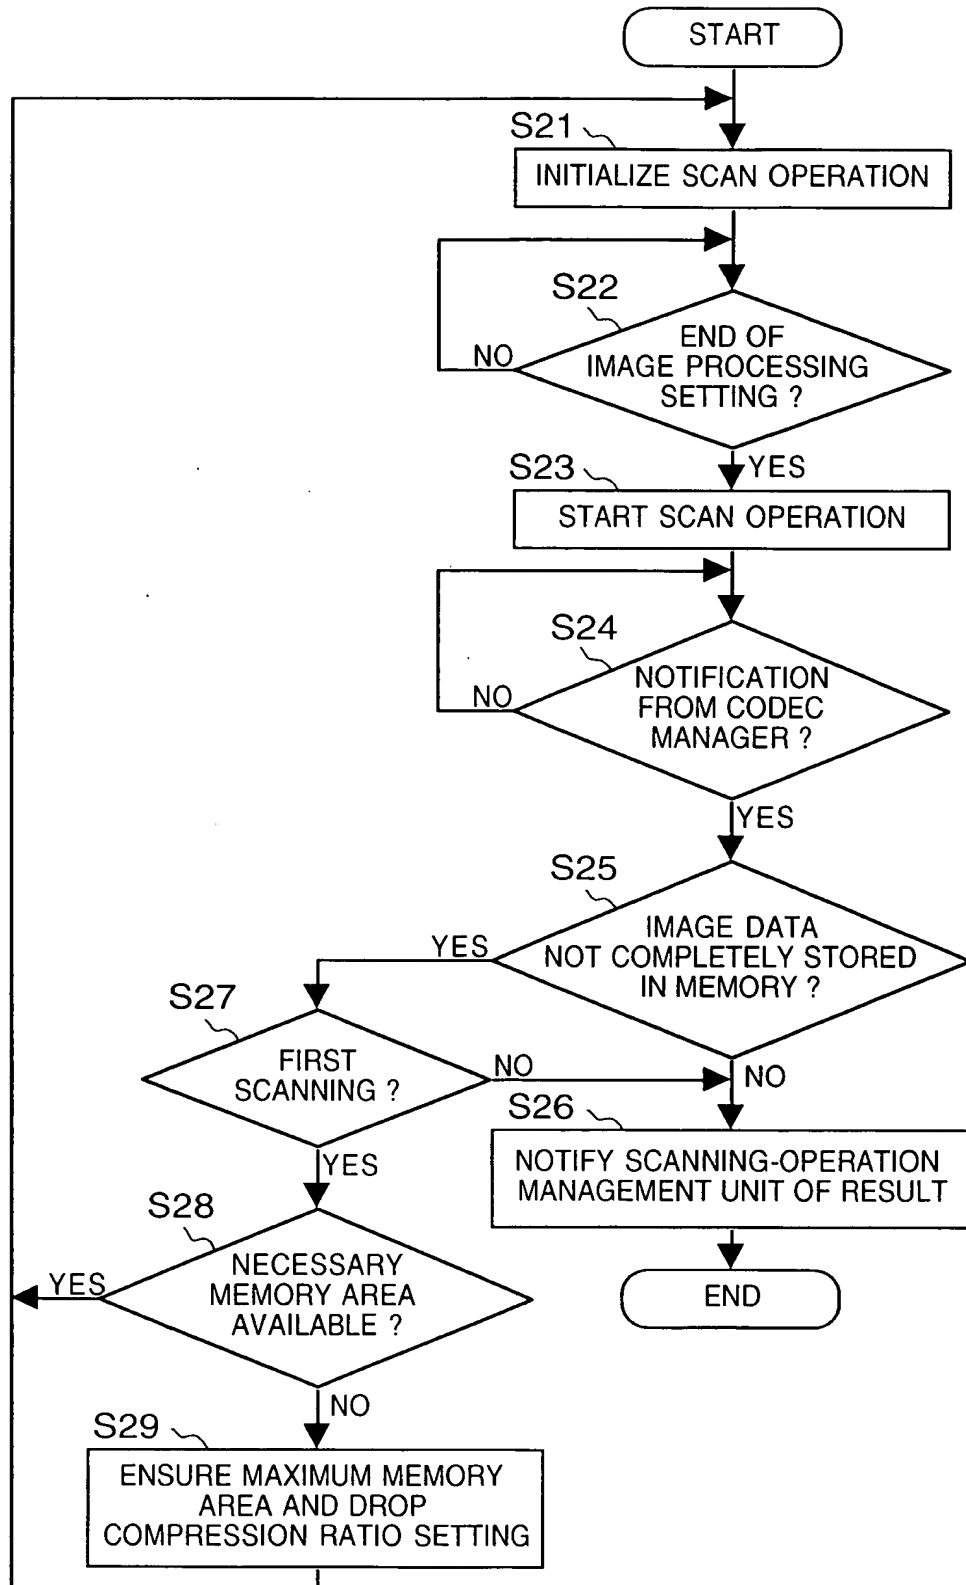 START
S21
INITIALIZE SCAN OPERATION
S22
END OF
IMAGE PROCESSING
SETTING ?
NO
YES
S23
START SCAN OPERATION
S24
NOTIFICATION
FROM CODEC
MANAGER ?
NO
YES
S25
IMAGE DATA
NOT COMPLETELY STORED
IN MEMORY ?
YES
NO
S27
FIRST
SCANNING ?
NO
YES
S26
NOTIFY SCANNING-OPERATION
MANAGEMENT UNIT OF RESULT
END
S28
NECESSARY
MEMORY AREA
AVAILABLE ?
YES
NO
S29
ENSURE MAXIMUM MEMORY
AREA AND DROP
COMPRESSION RATIO SETTING